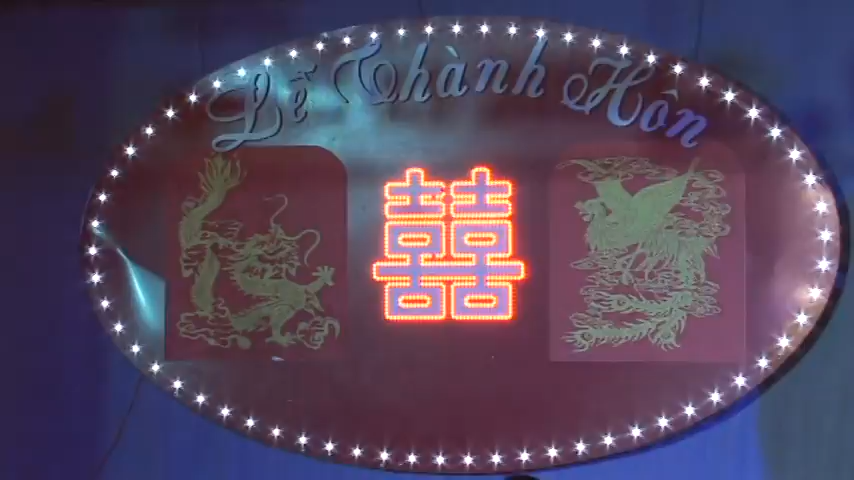 Lễ Thành Hôn
囍